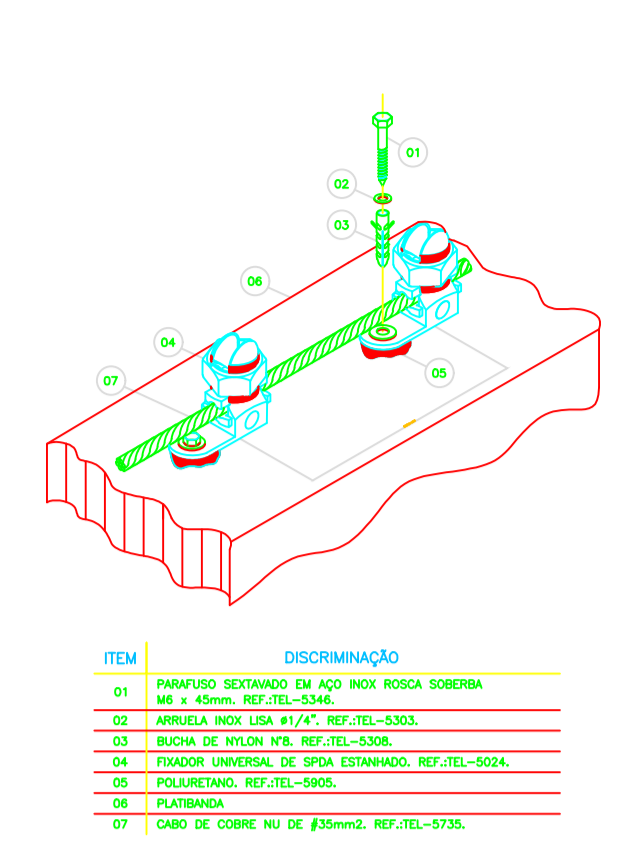 01
02
03
06
04
05
07
ITEM DISCRIMINAÇÃO
01 PARAFUSO SEXTAVADO EM AÇO INOX ROSCA SOBERBA
M6 x 45mm. REF.:TEL-5346.
02 ARRUELA INOX LISA ø1/4". REF.:TEL-5303.
03 BUCHA DE NYLON N°8. REF.:TEL-5308.
04 FIXADOR UNIVERSAL DE SPDA ESTANHADO. REF.:TEL-5024.
05 POLIURETANO. REF.:TEL-5905.
06 PLATIBANDA
07 CABO DE COBRE NU DE #35mm2. REF.:TEL-5735.